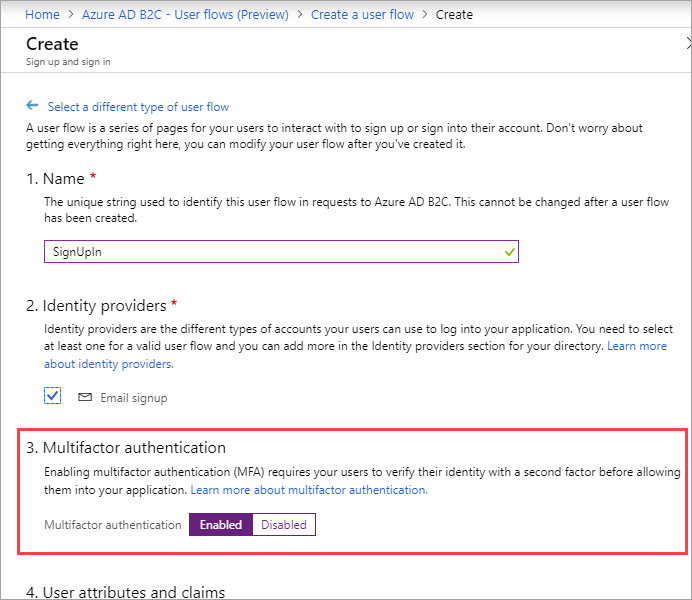 Home > Azure AD B2C - User flows (Preview) > Create a user flow > Create
Create
Sign up and sign in
Select a different type of user flow
A user flow is a series of pages for your users to interact with to sign up or sign into their account. Don't worry about
getting everything right here, you can modify your user flow after you've created it.
1. Name *
The unique string used to identify this user flow in requests to Azure AD B2C. This cannot be changed after a user flow
has been created.
SignUpIn
2. Identity providers *
Identity providers are the different types of accounts your users can use to log into your application. You need to select
at least one for a valid user flow and you can add more in the Identity providers section for your directory. Learn more
about identity providers.
Email signup
3. Multifactor authentication
Enabling multifactor authentication (MFA) requires your users to verify their identity with a second factor before allowing
them into your application. Learn more about multifactor authentication.
Multifactor authentication Enabled Disabled
4. User attributes and claims